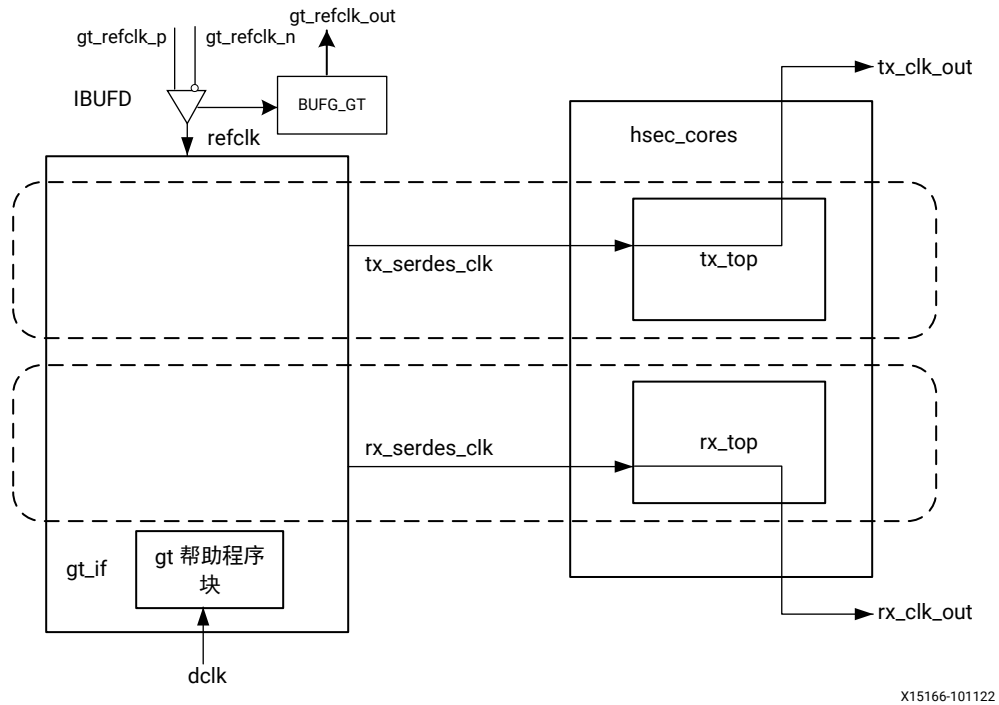 gt_refclk_out
gt_refclk_p
gt_refclk_n
IBUFD
BUFG_GT
refclk
tx_clk_out
hsec_cores
tx_serdes_clk
tx_top
rx_serdes_clk
rx_top
gt_if
gt 帮助程序
块
rx_clk_out
dclk
X15166-101122